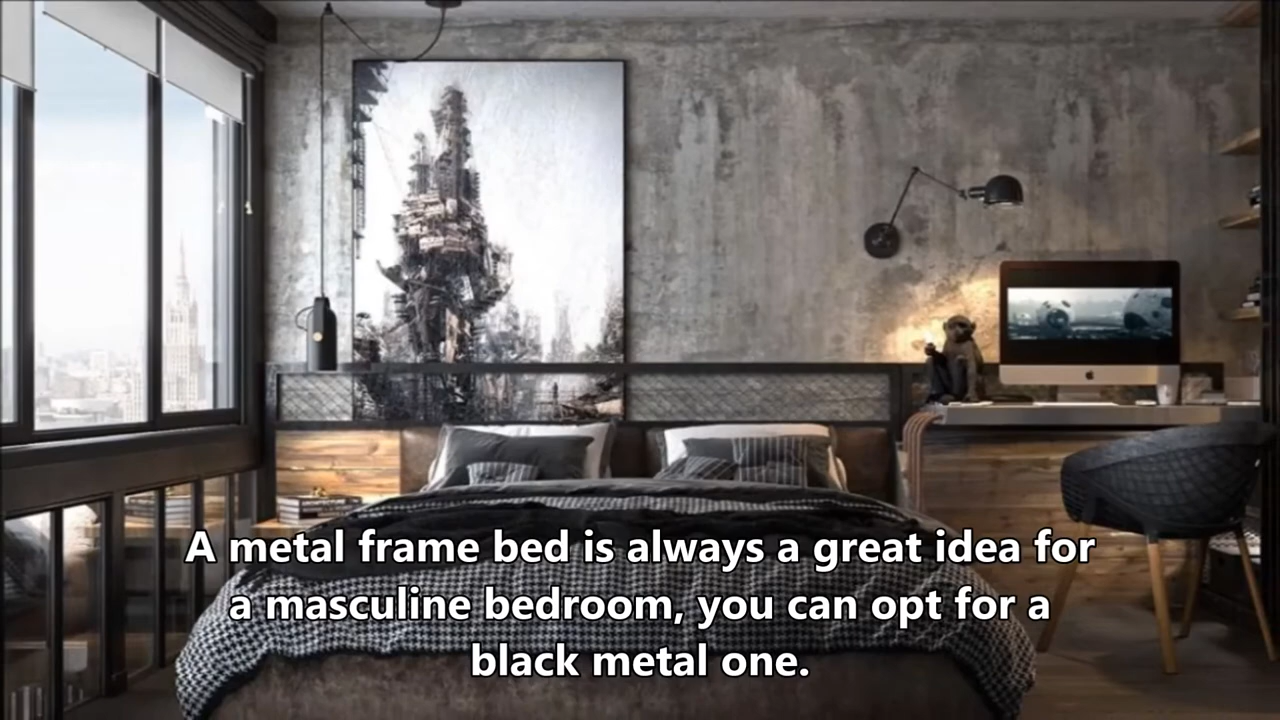 A metal frame bed is always a great idea for
a masculine bedroom, you can opt for a
black metal one.